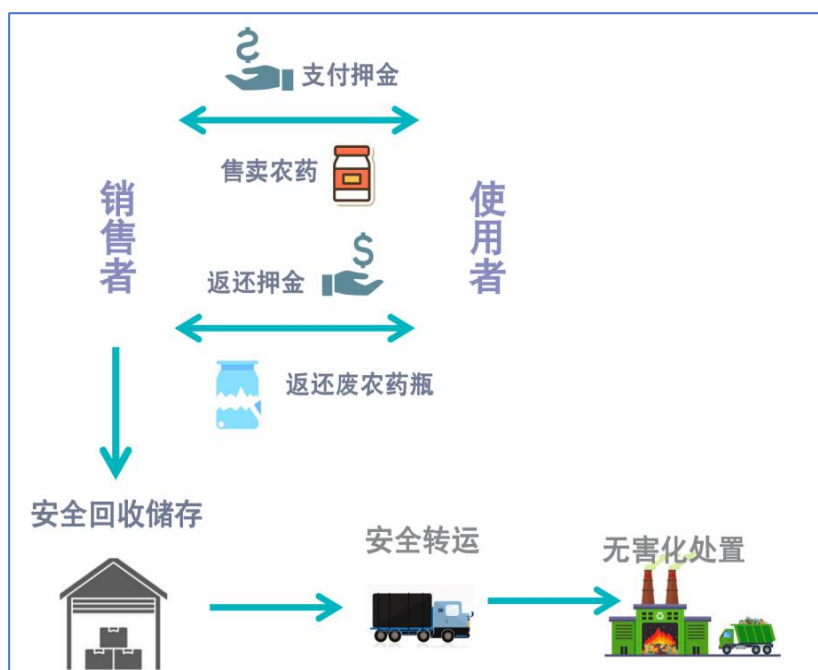 支付押金
售卖农药
销售者
使用者
返还押金
返还废农药瓶
安全回收储存
安全转运
无害化处置